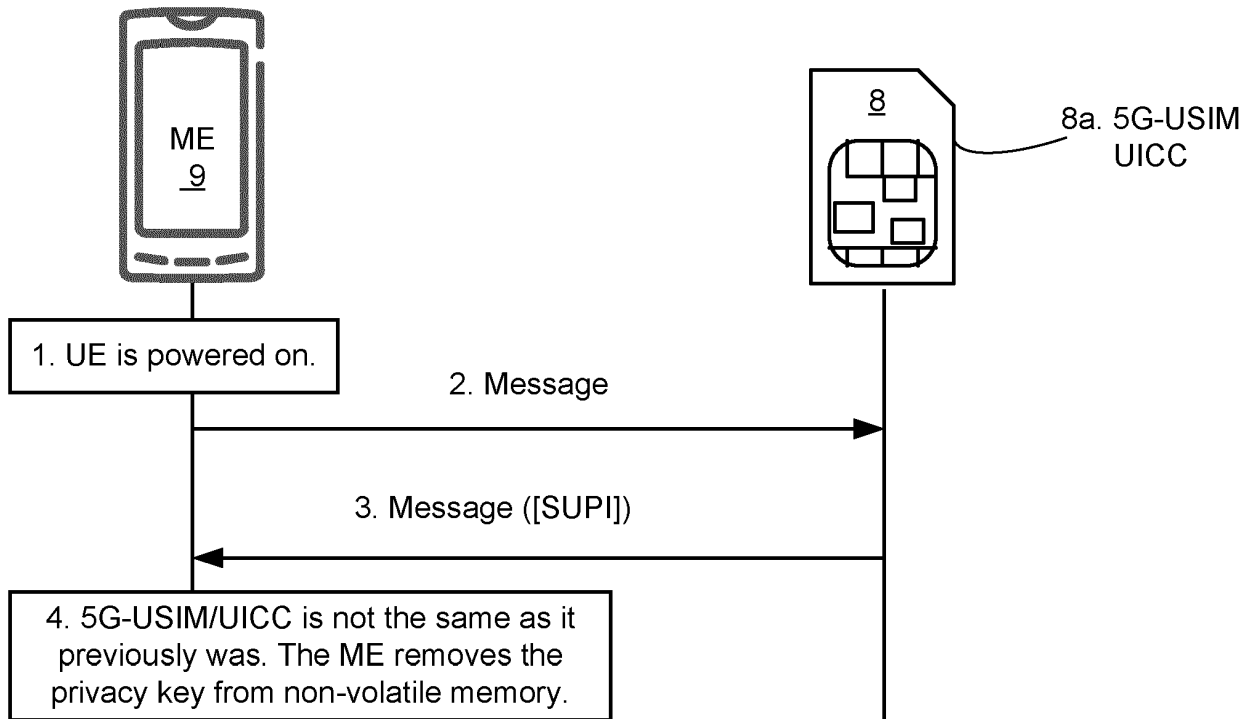 ME
9
8
8a. 5G-USIM
UICC
1. UE is powered on.
2. Message
3. Message ([SUPI])
4. 5G-USIM/UICC is not the same as it
previously was. The ME removes the
privacy key from non-volatile memory.